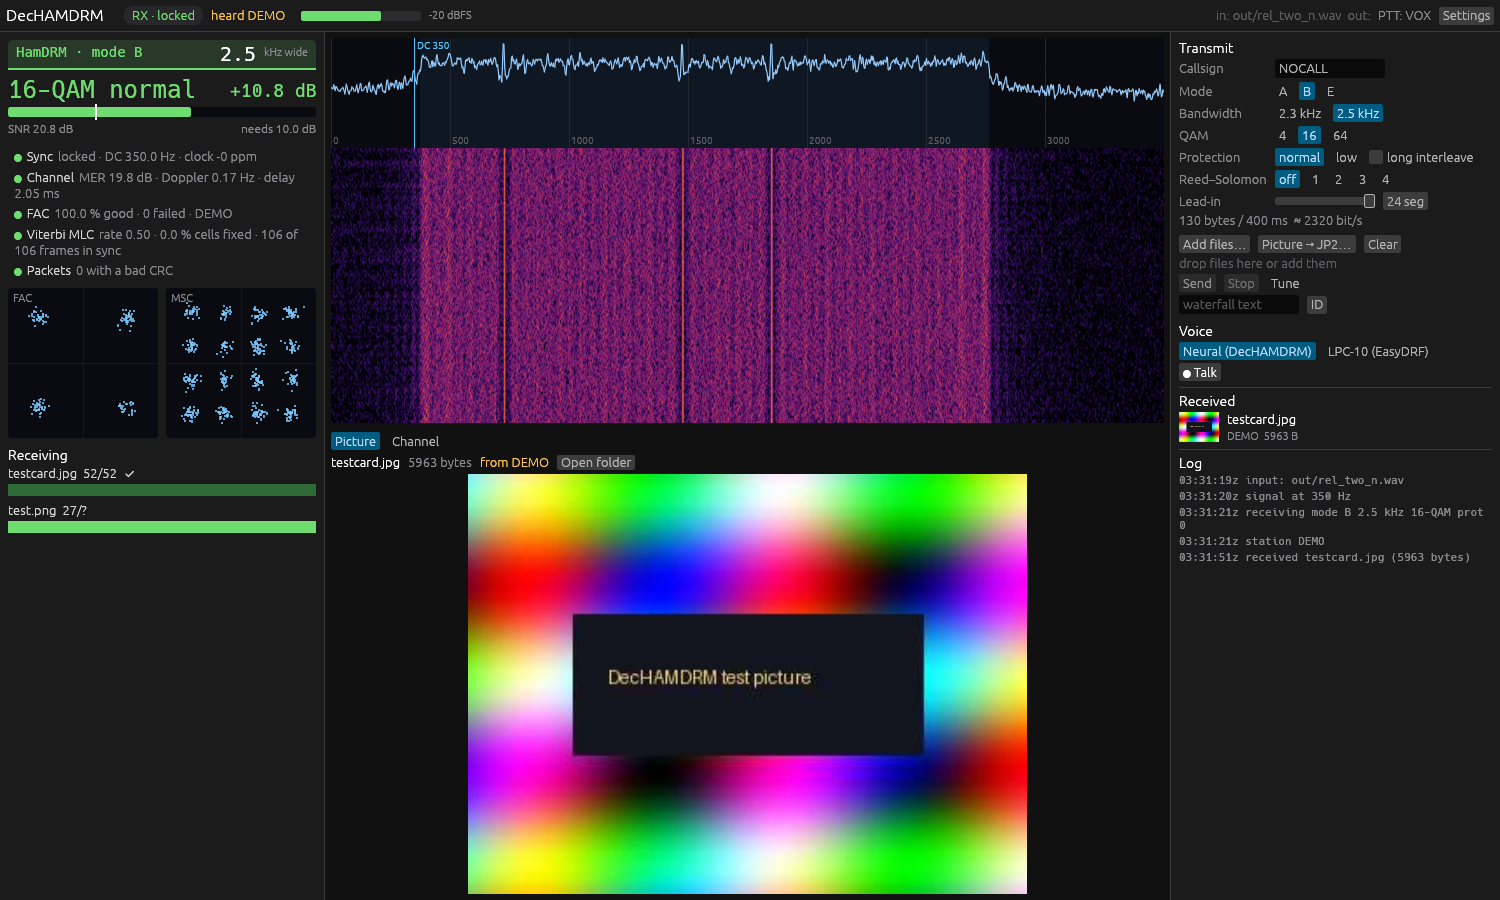 DecHAMDRM RX · locked heard DEMO -20 dBFS in: out/rel_two_n.wav out: PTT: VOX Settings
HamDRM · mode B 2.5 kHz wide
16-QAM normal +10.8 dB
SNR 20.8 dB needs 10.0 dB
Sync locked · DC 350.0 Hz · clock -0 ppm
Channel MER 19.8 dB · Doppler 0.17 Hz · delay
2.05 ms
FAC 100.0 % good · 0 failed · DEMO
Viterbi MLC rate 0.50 · 0.0 % cells fixed · 106 of
106 frames in sync
Packets 0 with a bad CRC
FAC MSC
Receiving
testcard.jpg 52/52 ✓
test.png 27/?
DC 350
0 500 1000 1500 2000 2500 3000
Picture Channel
testcard.jpg 5963 bytes from DEMO Open folder
DecHAMDRM test picture
Transmit
Callsign NOCALL
Mode A B E
Bandwidth 2.3 kHz 2.5 kHz
QAM 4 16 64
Protection normal low long interleave
Reed–Solomon off 1 2 3 4
Lead-in 24 seg
130 bytes / 400 ms ≈ 2320 bit/s
Add files… Picture → JP2… Clear
drop files here or add them
Send Stop Tune
waterfall text ID
Voice
Neural (DecHAMDRM) LPC-10 (EasyDRF)
● Talk
Received
testcard.jpg
DEMO 5963 B
Log
03:31:19z input: out/rel_two_n.wav
03:31:20z signal at 350 Hz
03:31:21z receiving mode B 2.5 kHz 16-QAM prot
0
03:31:21z station DEMO
03:31:51z received testcard.jpg (5963 bytes)